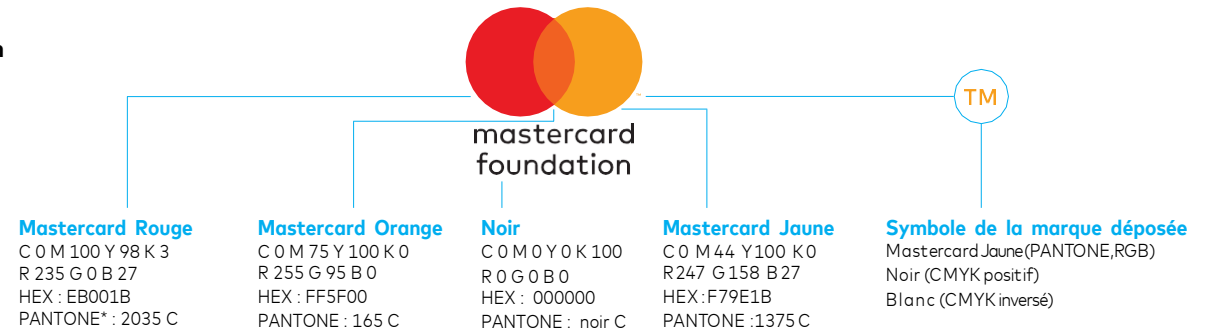 mastercard
foundation
™
TM
Mastercard Rouge
C 0 M 100 Y 98 K 3
R 235 G 0 B 27
HEX : EB001B
PANTONE* : 2035 C
Mastercard Orange
C 0 M 75 Y 100 K 0
R 255 G 95 B 0
HEX : FF5F00
PANTONE : 165 C
Noir
C 0 M 0 Y 0 K 100
R 0 G 0 B 0
HEX : 000000
PANTONE : noir C
Mastercard Jaune
C 0 M 44 Y 100 K 0
R 247 G 158 B 27
HEX : F79E1B
PANTONE : 1375 C
Symbole de la marque déposée
Mastercard Jaune (PANTONE, RGB)
Noir (CMYK positif)
Blanc (CMYK inversé)